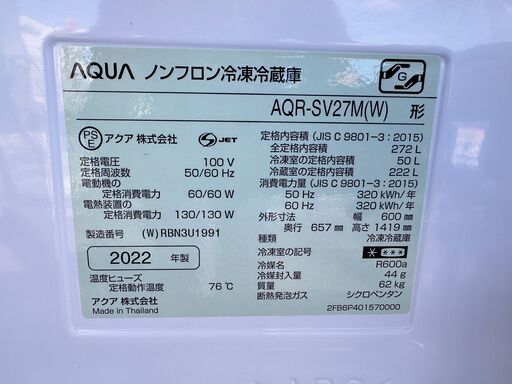 AQUA ノンフロン冷凍冷蔵庫
G
AQR-SV27M(W) 形
PS
E
アクア 株式会社
S JET
定格電圧 100 V
定格周波数 50/60 Hz
電動機の
定格消費電力 60/60 W
電熱装置の
定格消費電力 130/130 W
製造番号 (W)RBN3U1991
2022 年製
温度ヒューズ
定格動作温度 76℃
アクア 株式会社
Made in Thailand
定格内容積 (JIS C 9801-3 : 2015)
全定格内容積 272 L
冷凍室の定格内容積 50 L
冷蔵室の定格内容積 222 L
消費電力量 (JIS C 9801-3 : 2015)
50 Hz 320 kWh/年
60 Hz 320 kWh/年
外形寸法 幅 600 mm
奥行 657 mm 高さ 1419 mm
種類 冷凍冷蔵庫
冷凍室の記号 * ***
冷媒名 R600a
冷媒封入量 44 g
質量 62 kg
断熱発泡ガス シクロペンタン
2FB6P401570000